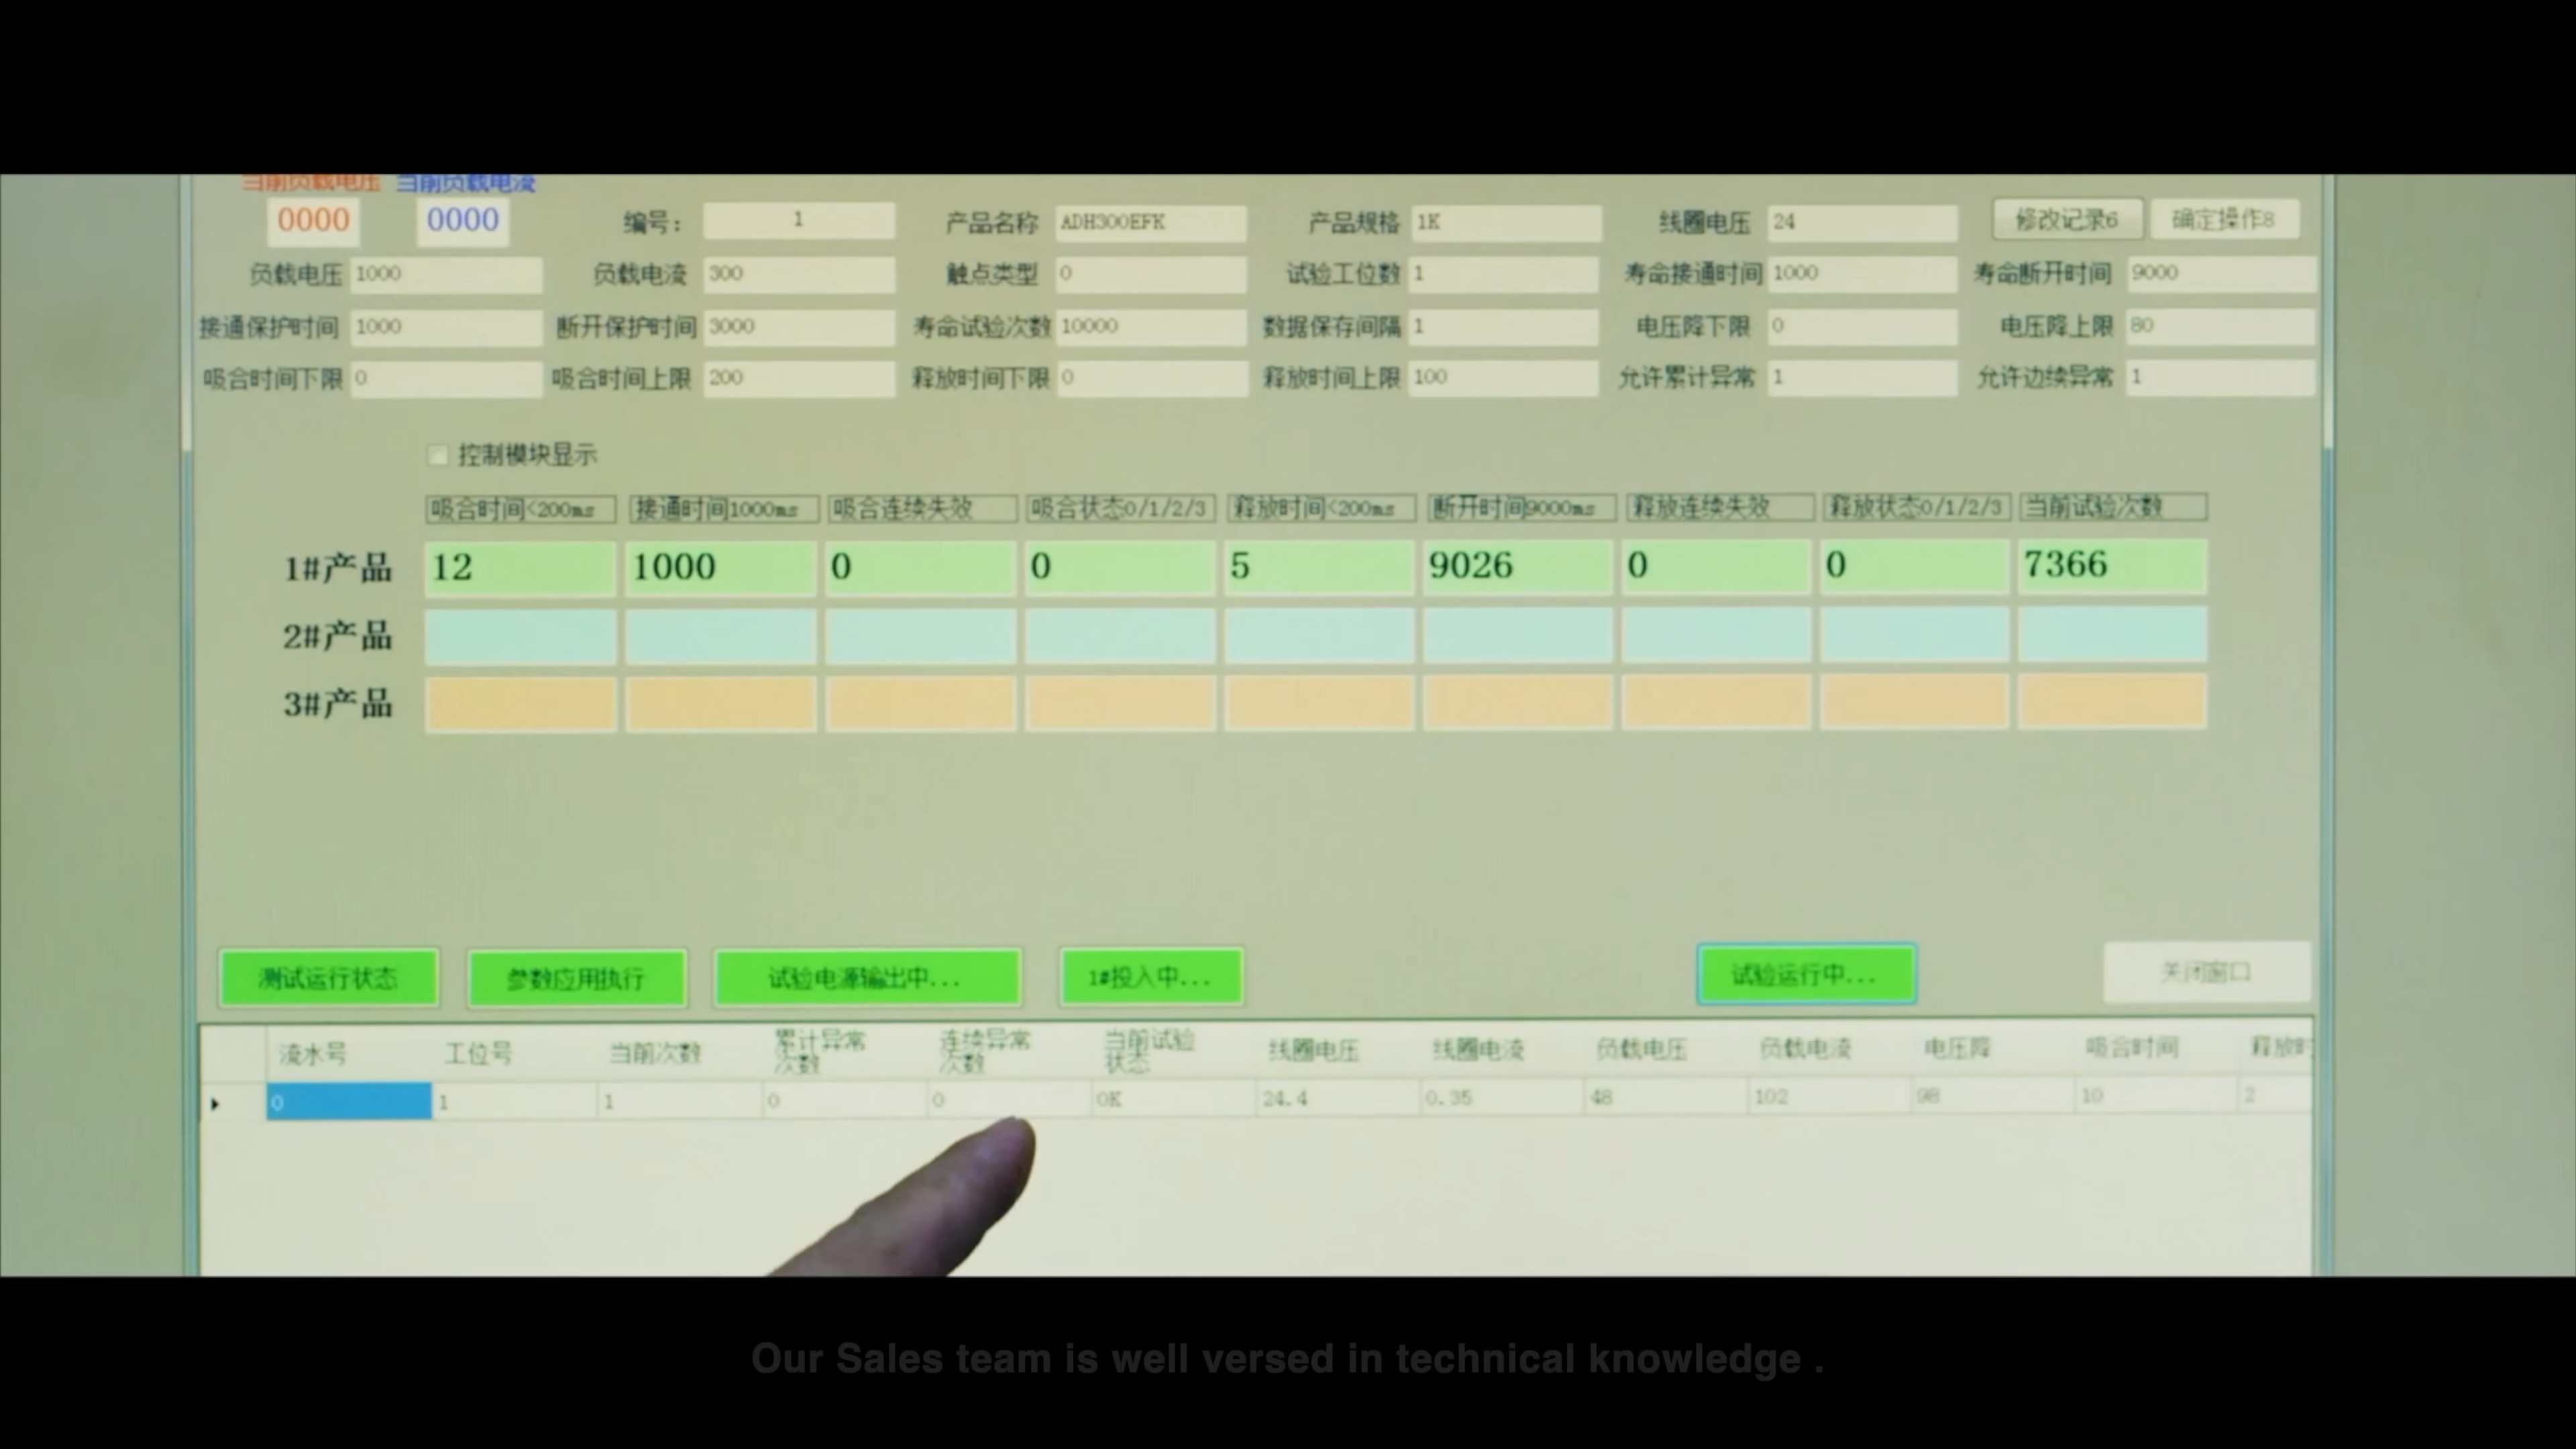 当前负载电压 当前负载电流
0000 0000 编号： 1 产品名称 ADH300EFK 产品规格 1K 线圈电压 24 修改记录6 确定操作8
负载电压 1000 负载电流 300 触点类型 0 试验工位数 1 寿命接通时间 1000 寿命断开时间 9000
接通保护时间 1000 断开保护时间 3000 寿命试验次数 10000 数据保存间隔 1 电压降下限 0 电压降上限 80
吸合时间下限 0 吸合时间上限 200 释放时间下限 0 释放时间上限 100 允许累计异常 1 允许边续异常 1
控制模块显示
吸合时间<200ms 接通时间1000ms 吸合连续失效 吸合状态0/1/2/3 释放时间<200ms 断开时间9000ms 释放连续失效 释放状态0/1/2/3 当前试验次数
1#产品 12 1000 0 0 5 9026 0 0 7366
2#产品
3#产品
测试运行状态 参数应用执行 试验电源输出中... 1#投入中... 试验运行中... 关闭窗口
流水号 工位号 当前次数 累计异常次数 连续异常次数 当前试验状态 线圈电压 线圈电流 负载电压 负载电流 电压降 吸合时间 释放时
0 1 1 0 0 OK 24.4 0.35 48 102 98 10 2
Our Sales team is well versed in technical knowledge .